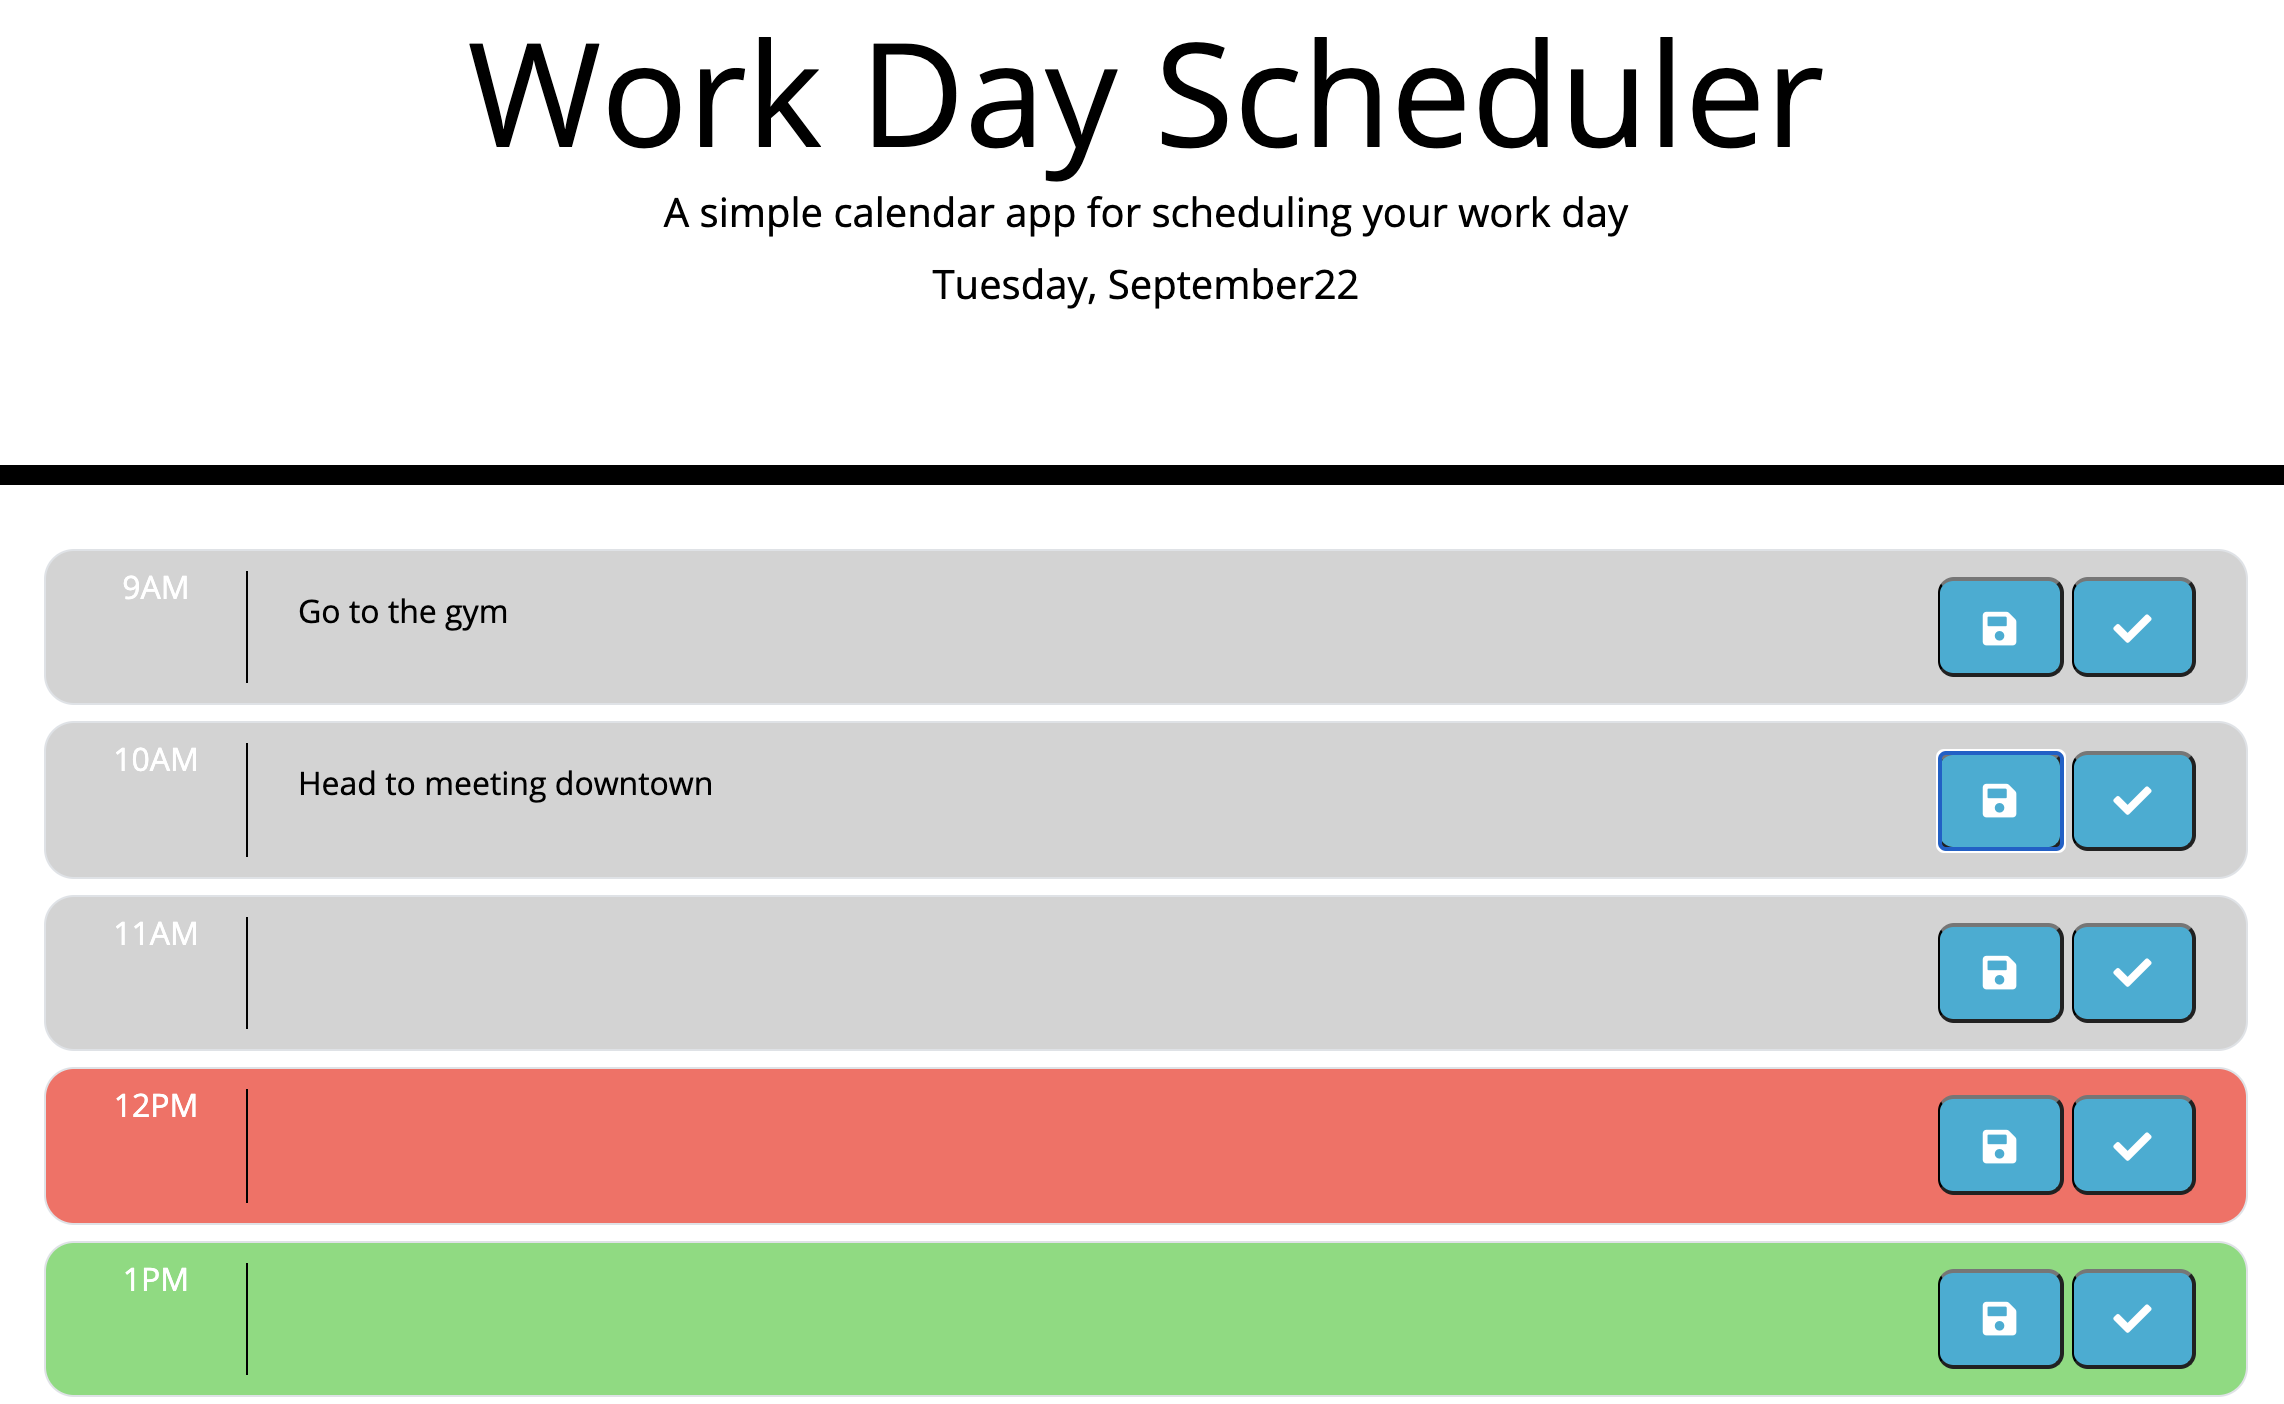 Work Day Scheduler
A simple calendar app for scheduling your work day
Tuesday, September22
9AM
Go to the gym
10AM
Head to meeting downtown
11AM
12PM
1PM